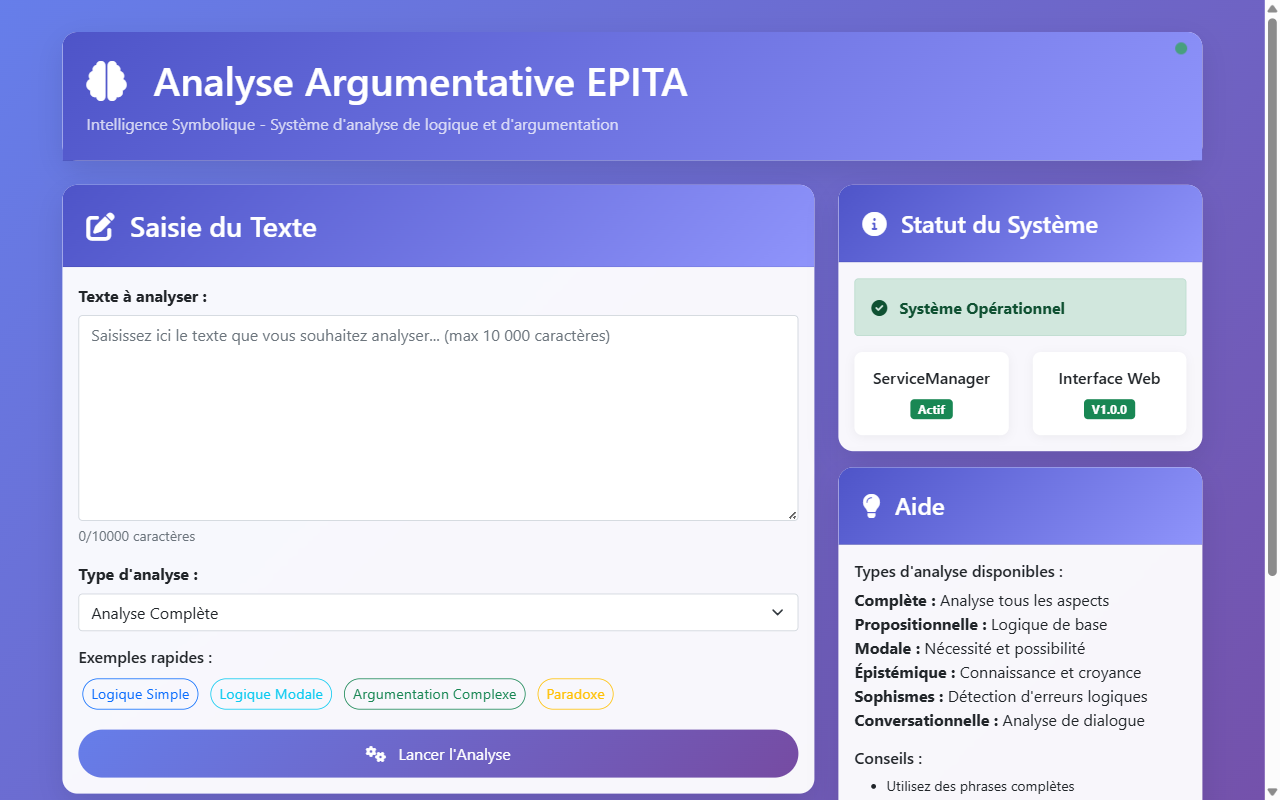 Analyse Argumentative EPITA
Intelligence Symbolique - Système d'analyse de logique et d'argumentation
Saisie du Texte
Texte à analyser :
Saisissez ici le texte que vous souhaitez analyser... (max 10 000 caractères)
0/10000 caractères
Type d'analyse :
Analyse Complète
Exemples rapides :
Logique Simple
Logique Modale
Argumentation Complexe
Paradoxe
Lancer l'Analyse
Statut du Système
Système Opérationnel
ServiceManager
Actif
Interface Web
V1.0.0
Aide
Types d'analyse disponibles :
Complète : Analyse tous les aspects
Propositionnelle : Logique de base
Modale : Nécessité et possibilité
Épistémique : Connaissance et croyance
Sophismes : Détection d'erreurs logiques
Conversationnelle : Analyse de dialogue
Conseils :
• Utilisez des phrases complètes